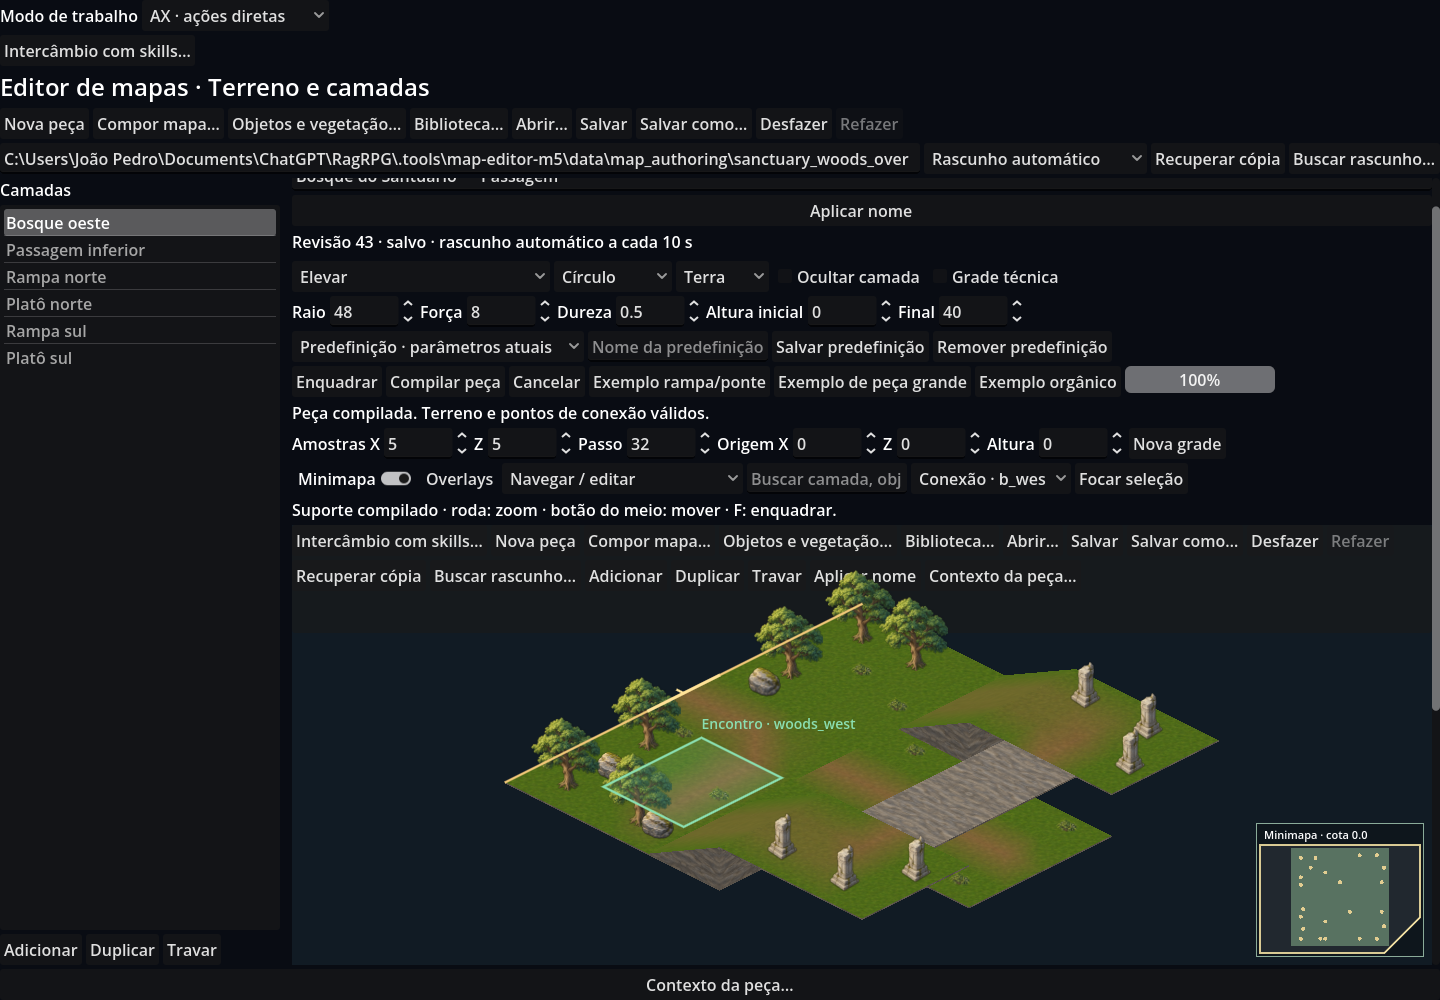 Modo de trabalho AX · ações diretas
Intercâmbio com skills...
Editor de mapas · Terreno e camadas
Nova peça Compor mapa... Objetos e vegetação... Biblioteca... Abrir... Salvar Salvar como... Desfazer Refazer
C:\Users\João Pedro\Documents\ChatGPT\RagRPG\.tools\map-editor-m5\data\map_authoring\sanctuary_woods_over Rascunho automático Recuperar cópia Buscar rascunho...
Camadas
Bosque oeste
Passagem inferior
Rampa norte
Platô norte
Rampa sul
Platô sul
Bosque do Santuário Passagem
Aplicar nome
Revisão 43 · salvo · rascunho automático a cada 10 s
Elevar Círculo Terra Ocultar camada Grade técnica
Raio 48 Força 8 Dureza 0.5 Altura inicial 0 Final 40
Predefinição · parâmetros atuais Nome da predefinição Salvar predefinição Remover predefinição
Enquadrar Compilar peça Cancelar Exemplo rampa/ponte Exemplo de peça grande Exemplo orgânico 100%
Peça compilada. Terreno e pontos de conexão válidos.
Amostras X 5 Z 5 Passo 32 Origem X 0 Z 0 Altura 0 Nova grade
Minimapa Overlays Navegar / editar Buscar camada, obj Conexão · b_wes Focar seleção
Suporte compilado · roda: zoom · botão do meio: mover · F: enquadrar.
Intercâmbio com skills... Nova peça Compor mapa... Objetos e vegetação... Biblioteca... Abrir... Salvar Salvar como... Desfazer Refazer
Recuperar cópia Buscar rascunho... Adicionar Duplicar Travar Aplicar nome Contexto da peça...
Encontro · woods_west
Minimapa · cota 0.0
Adicionar Duplicar Travar
Contexto da peça...